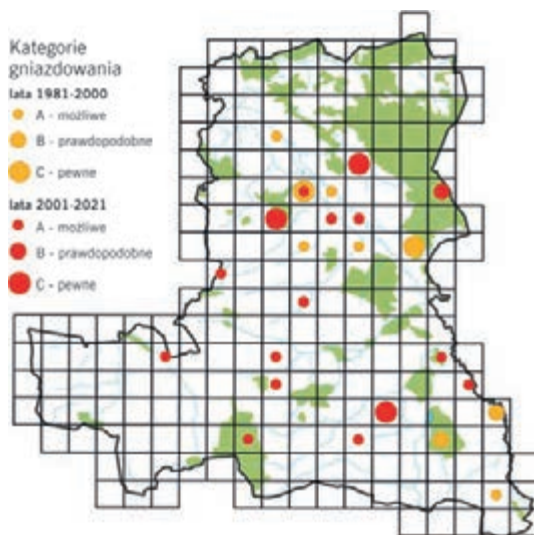 Kategorie
gniazdowania
lata 1981-2000
A - możliwe
B - prawdopodobne
C - pewne
lata 2001-2021
A - możliwe
B - prawdopodobne
C - pewne